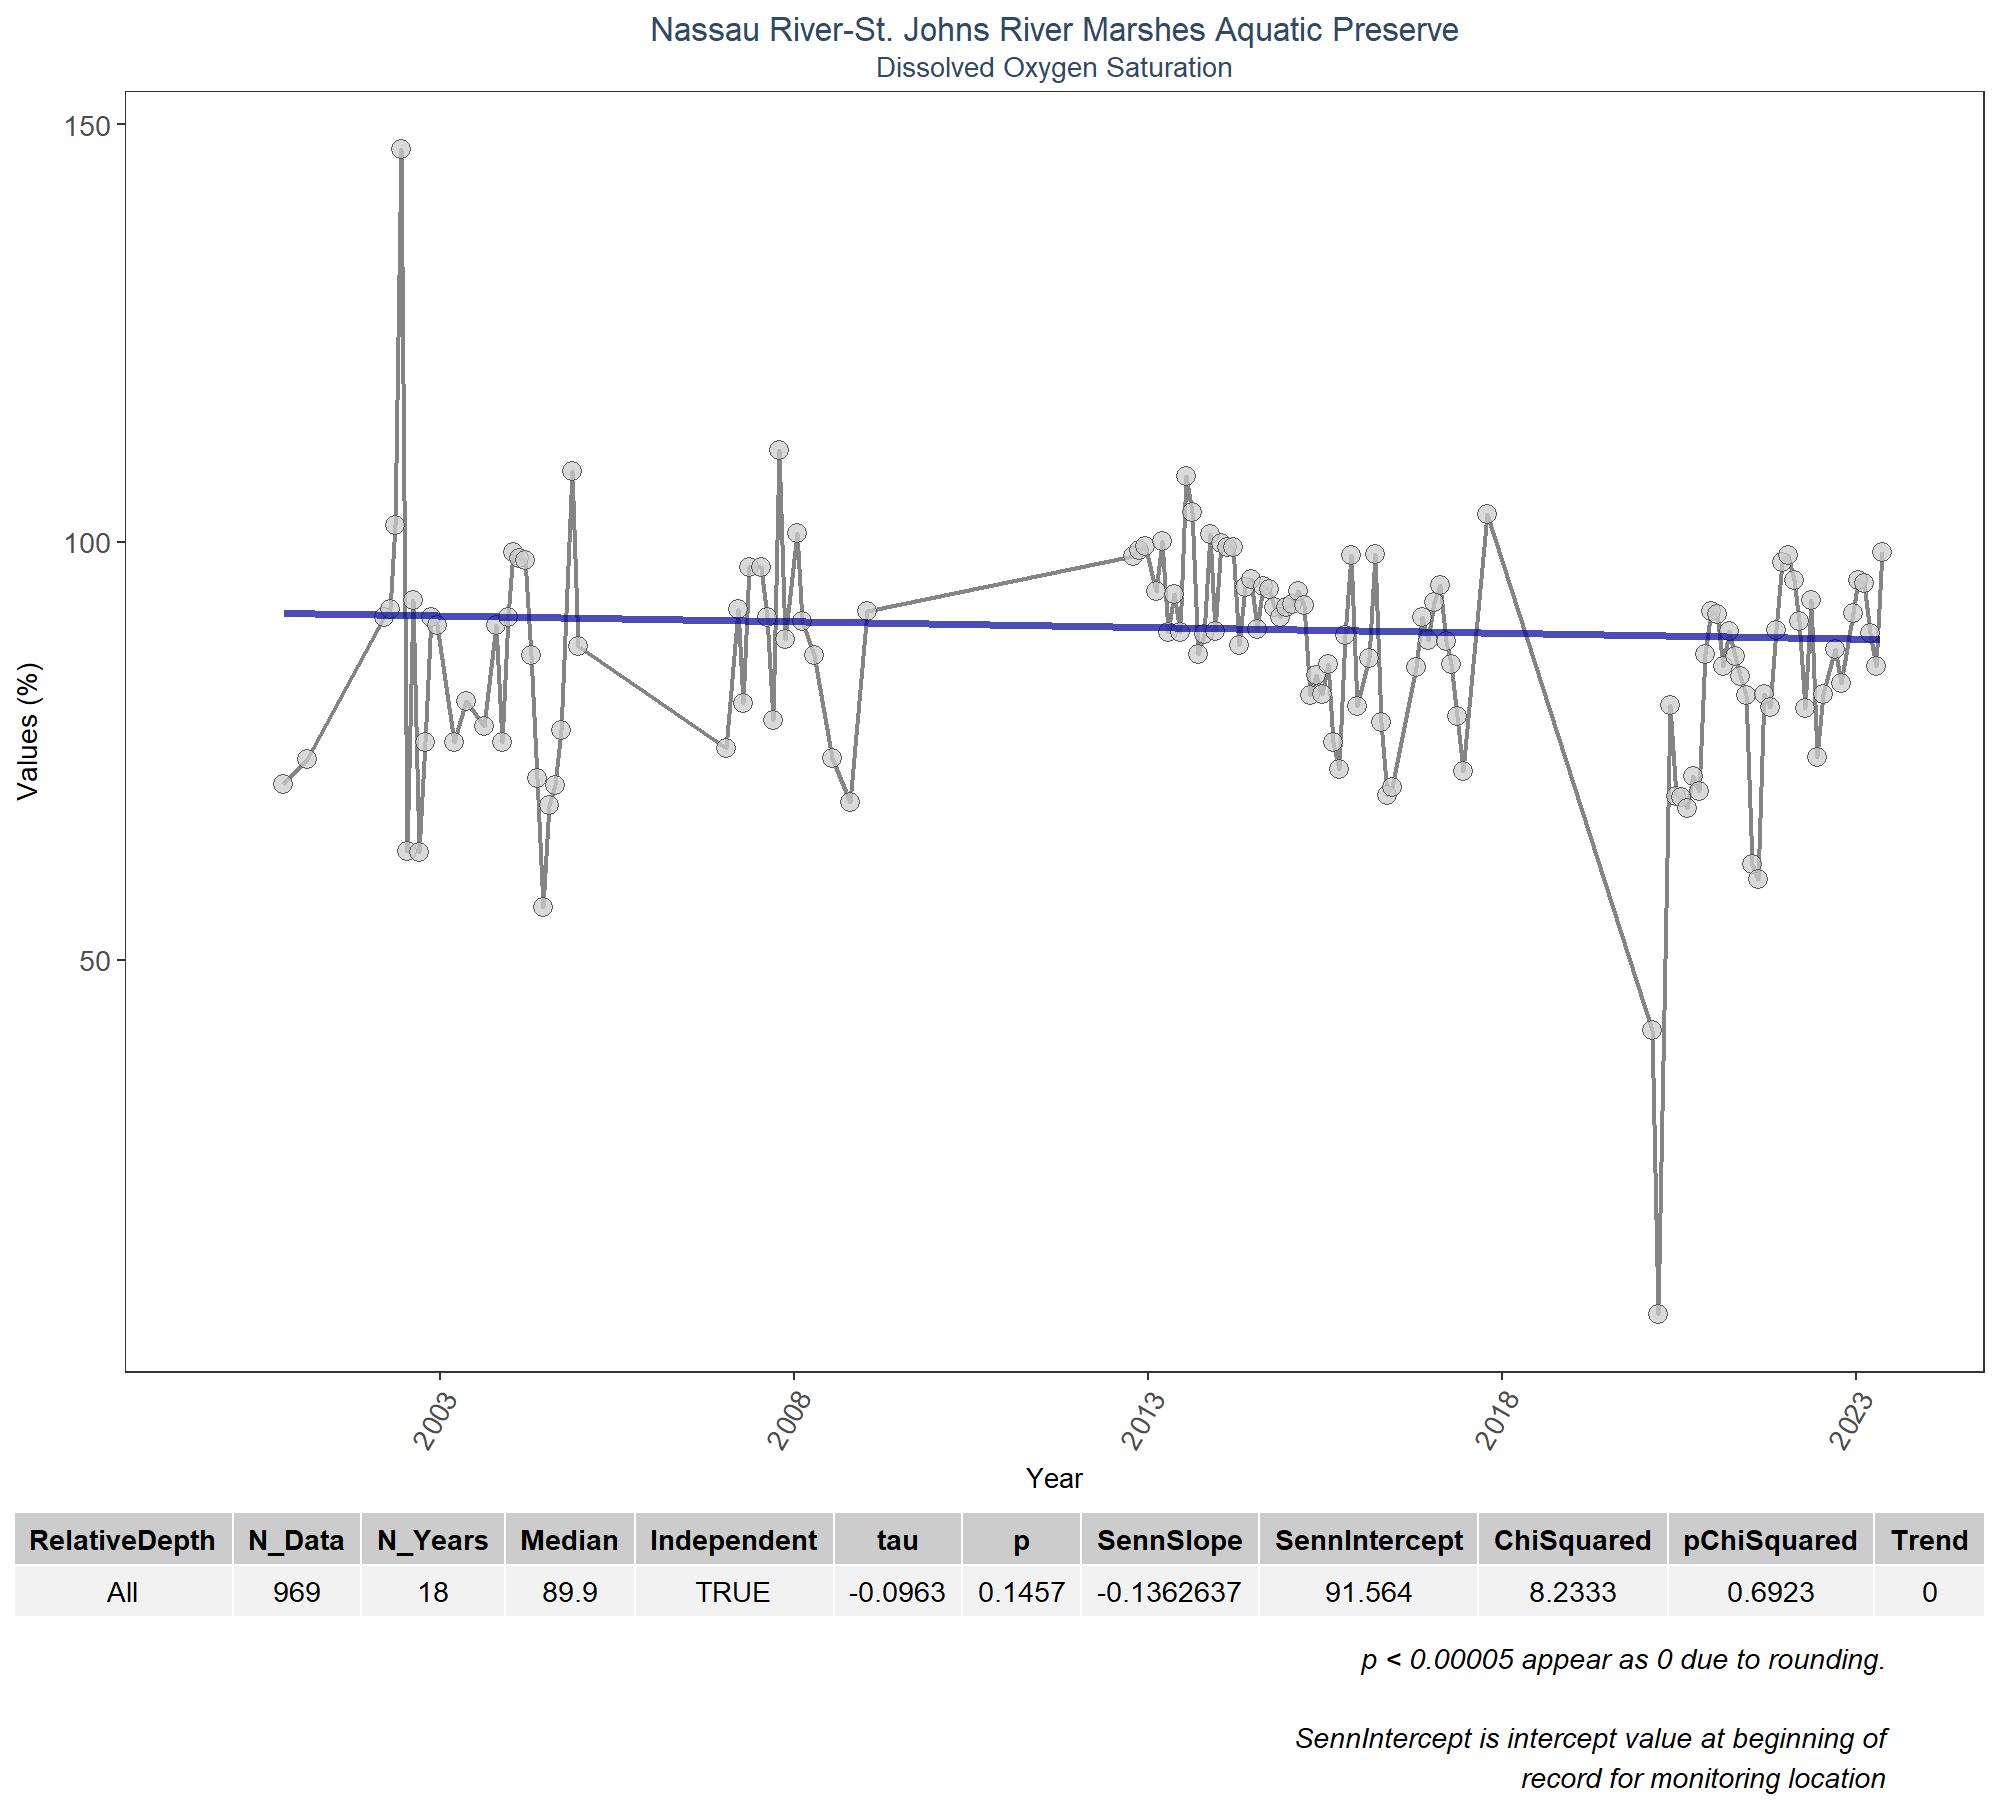 Nassau River-St. Johns River Marshes Aquatic Preserve
Dissolved Oxygen Saturation
Values (%)
150
100
50
2003 2008 2013 2018 2023
Year
RelativeDepth N_Data N_Years Median Independent tau p SennSlope SennIntercept ChiSquared pChiSquared Trend
All 969 18 89.9 TRUE -0.0963 0.1457 -0.1362637 91.564 8.2333 0.6923 0
p < 0.00005 appear as 0 due to rounding.
SennIntercept is intercept value at beginning of
record for monitoring location